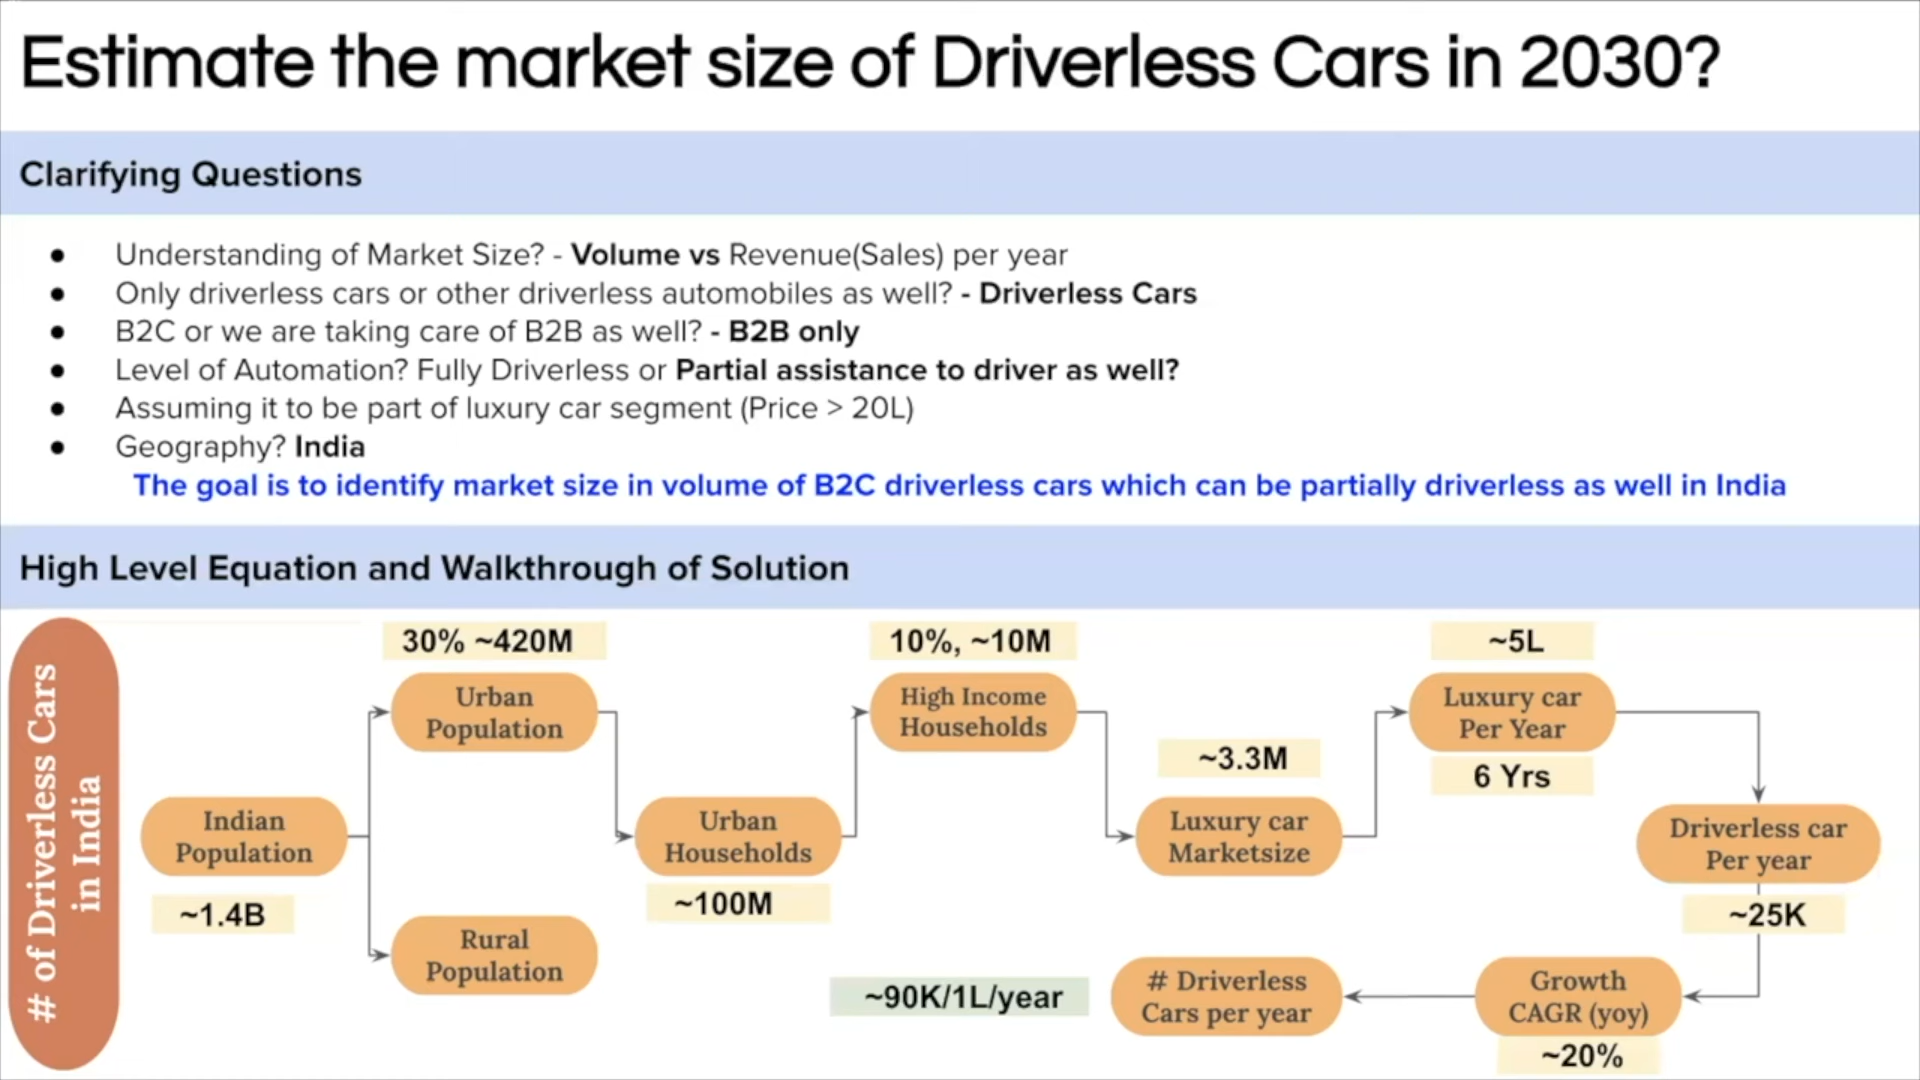 Estimate the market size of Driverless Cars in 2030?
Clarifying Questions
● Understanding of Market Size? - Volume vs Revenue(Sales) per year
● Only driverless cars or other driverless automobiles as well? - Driverless Cars
● B2C or we are taking care of B2B as well? - B2B only
● Level of Automation? Fully Driverless or Partial assistance to driver as well?
● Assuming it to be part of luxury car segment (Price > 20L)
● Geography? India
The goal is to identify market size in volume of B2C driverless cars which can be partially driverless as well in India
High Level Equation and Walkthrough of Solution
# of Driverless Cars
in India
Indian
Population
~1.4B
30% ~420M
Urban
Population
Rural
Population
Urban
Households
~100M
10%, ~10M
High Income
Households
~3.3M
Luxury car
Marketsize
~5L
Luxury car
Per Year
6 Yrs
Driverless car
Per year
~25K
Growth
CAGR (yoy)
~20%
# Driverless
Cars per year
~90K/1L/year